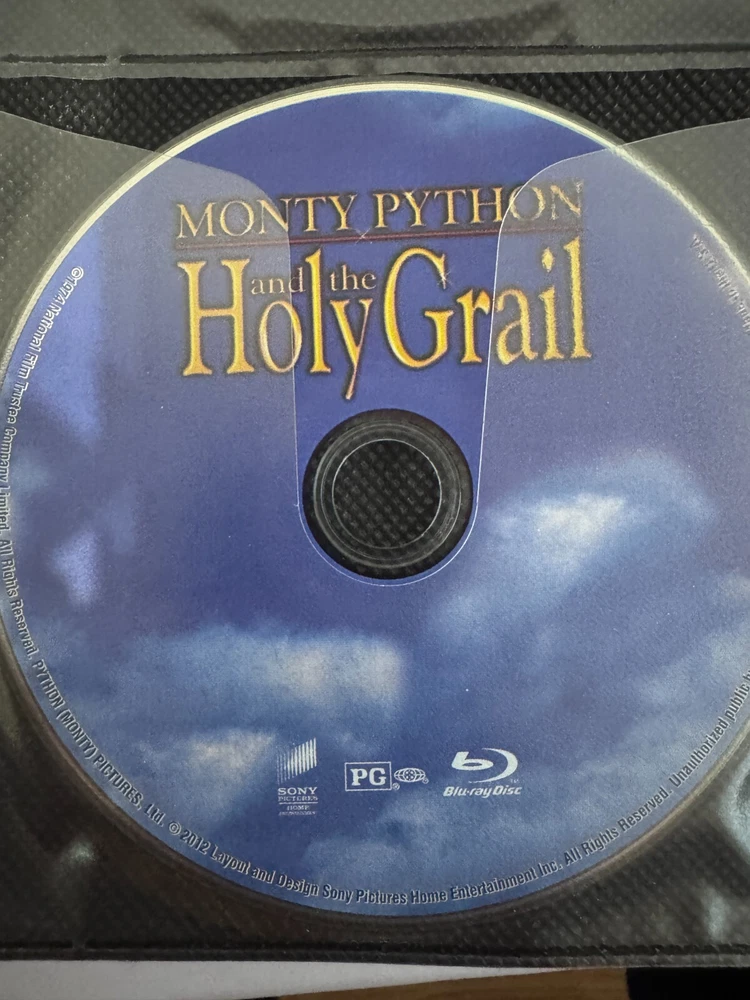 MONTY PYTHON
and the
Holy Grail
SONY
PICTURES
HOME
PG
Blu-ray Disc
©1974 National Film Trustee Company Limited. All Rights Reserved. PYTHON (MONTY) PICTURES, Ltd. © 2012 Layout and Design Sony Pictures Home Entertainment Inc. All Rights Reserved. Unauthorized public